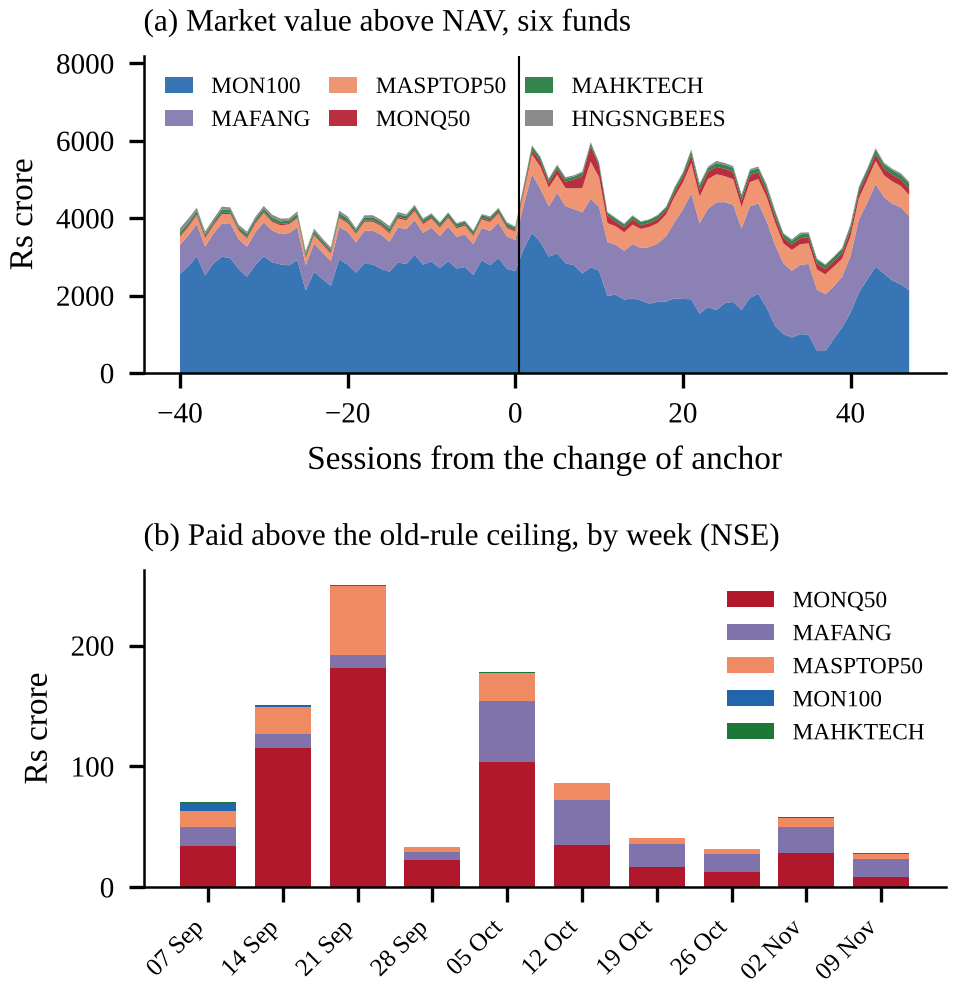 (a) Market value above NAV, six funds
8000
6000
4000
2000
0
Rs crore
MON100 MASPTOP50 MAHKTECH
MAFANG MONQ50 HNGSNGBEES
−40 −20 0 20 40
Sessions from the change of anchor
(b) Paid above the old-rule ceiling, by week (NSE)
200
100
0
Rs crore
MONQ50
MAFANG
MASPTOP50
MON100
MAHKTECH
07 Sep 14 Sep 21 Sep 28 Sep 05 Oct 12 Oct 19 Oct 26 Oct 02 Nov 09 Nov